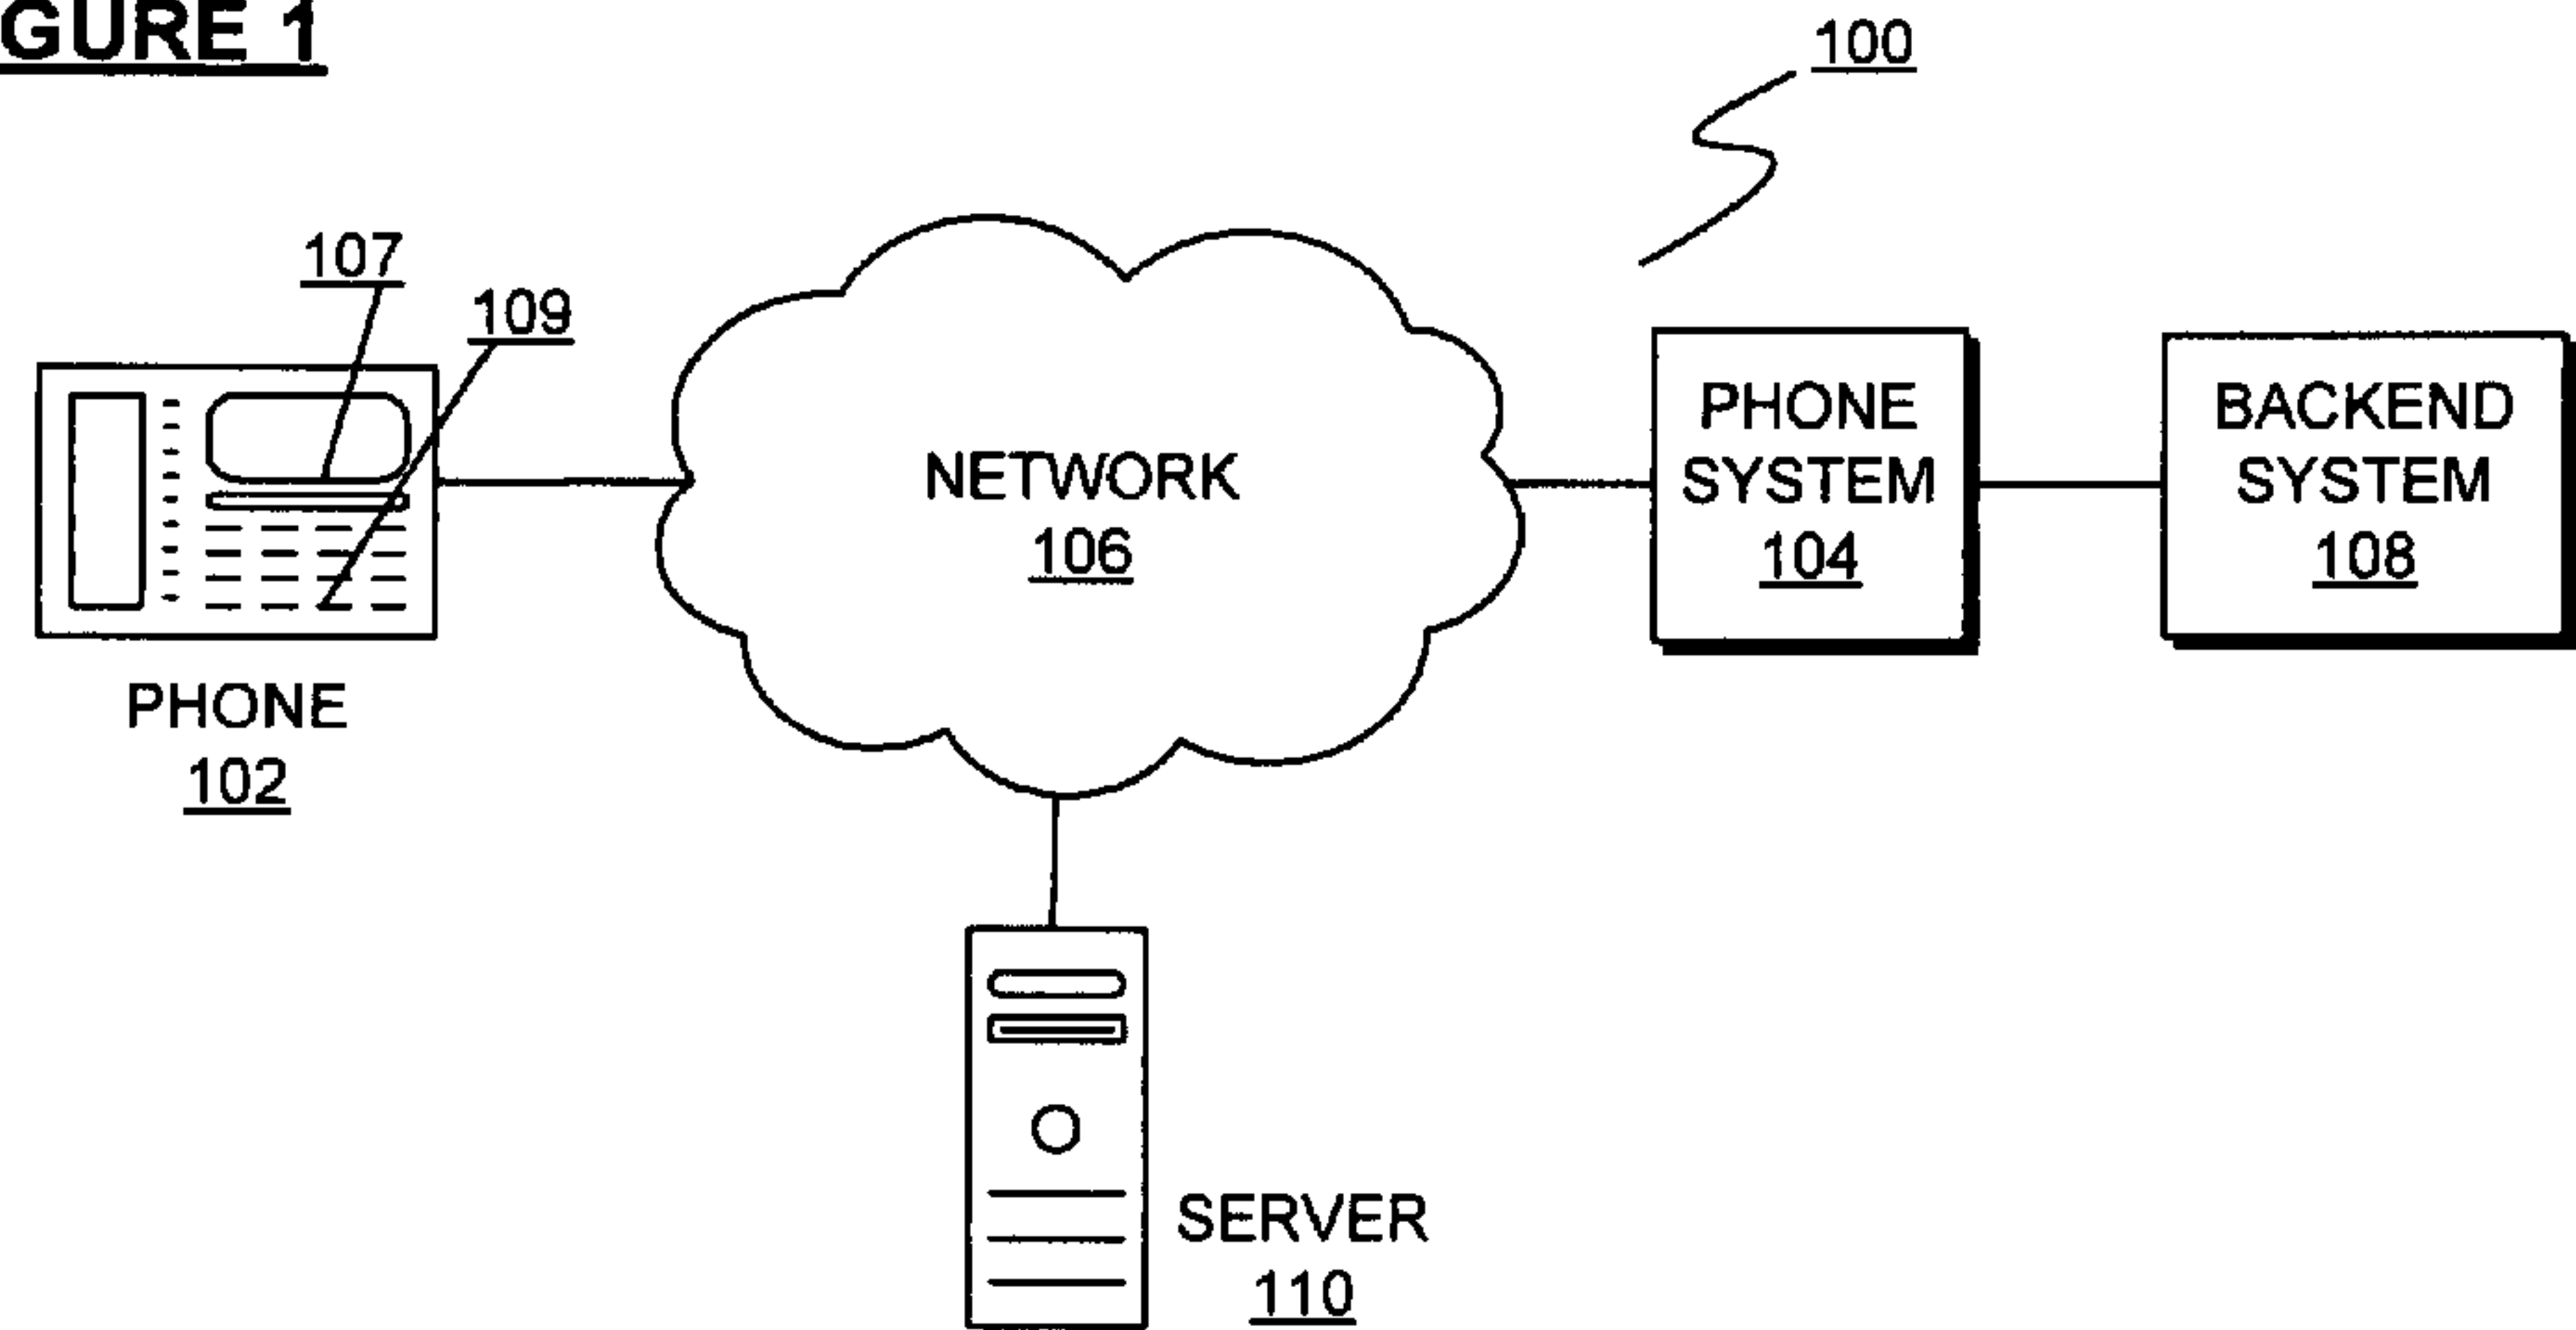 GURE 1
100
107
109
NETWORK
106
PHONE
SYSTEM
104
BACKEND
SYSTEM
108
PHONE
102
SERVER
110